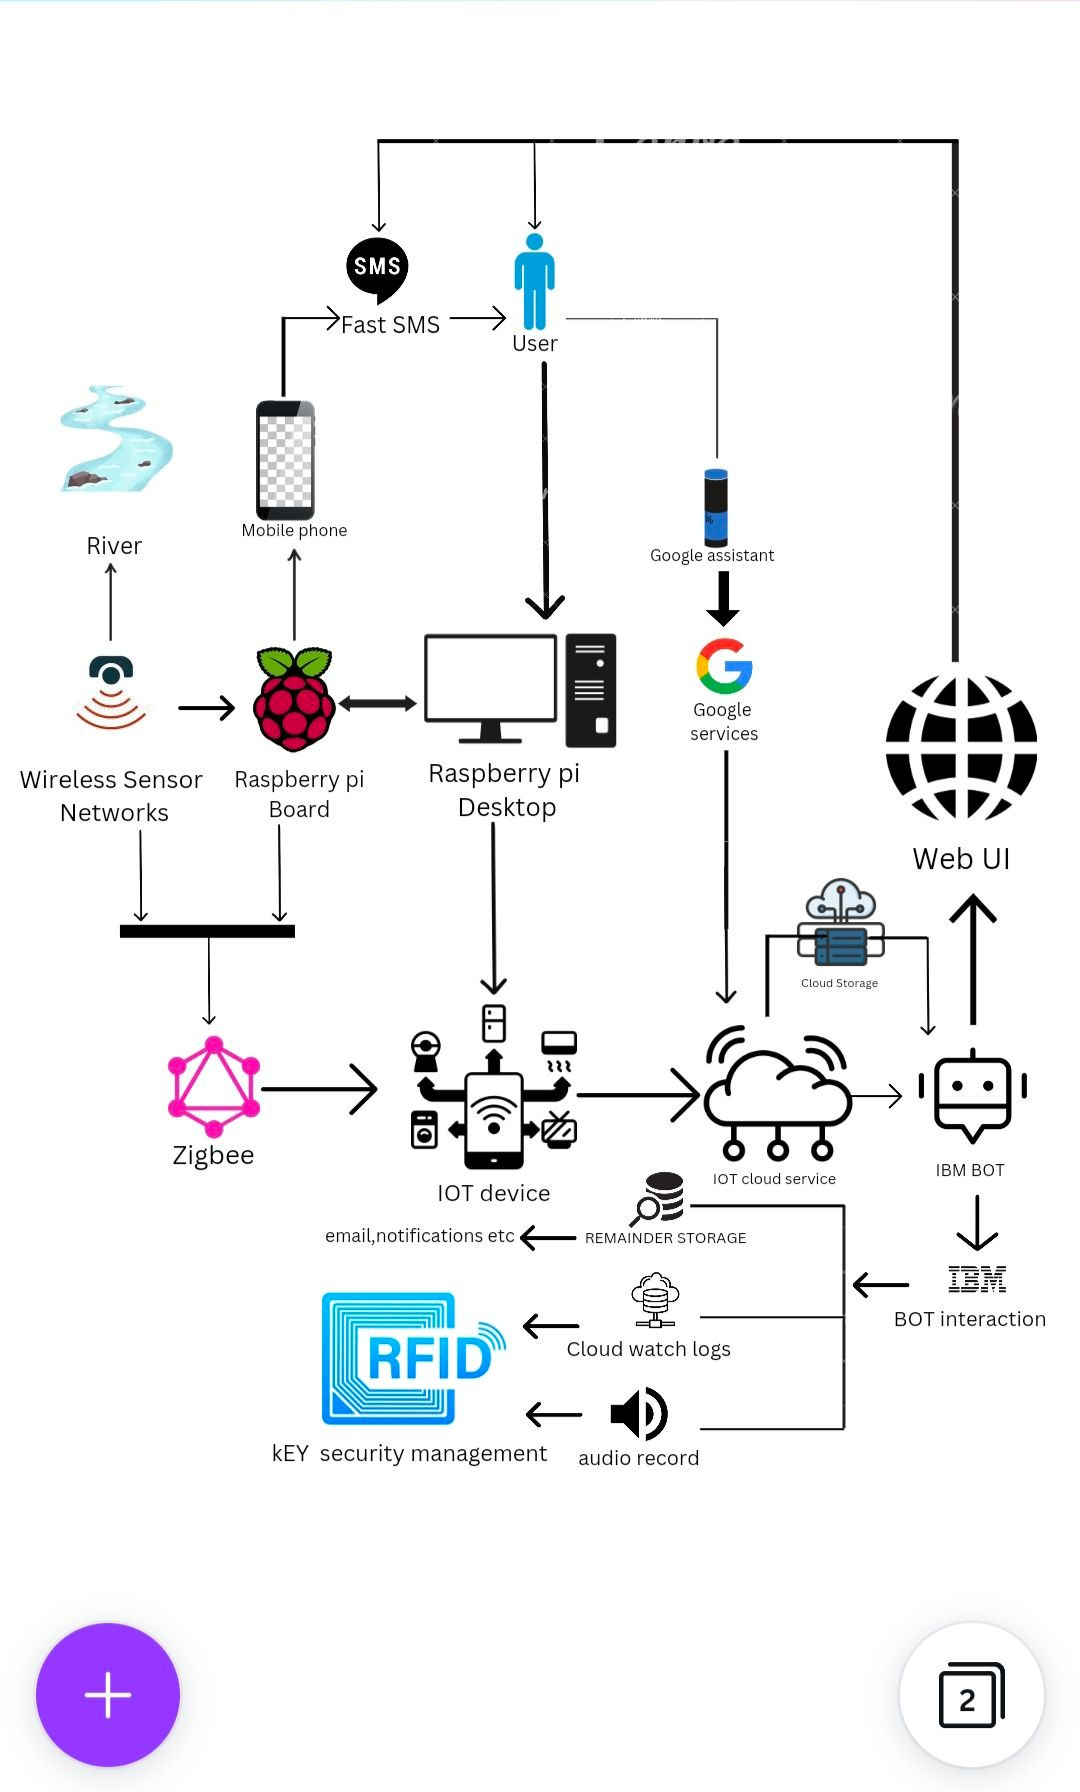 SMS
Fast SMS
User
Mobile phone
River
Google assistant
Google
services
Wireless Sensor
Networks
Raspberry pi
Board
Raspberry pi
Desktop
Web UI
Cloud Storage
Zigbee
IOT device
IOT cloud service
IBM BOT
email,notifications etc
REMAINDER STORAGE
IBM
BOT interaction
RFID
Cloud watch logs
kEY  security management
audio record
2